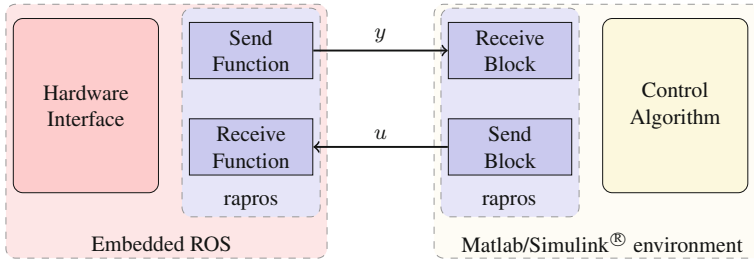 Hardware
Interface
Send
Function
Receive
Function
rapros
Embedded ROS
y
u
Receive
Block
Send
Block
rapros
Control
Algorithm
Matlab/Simulink® environment